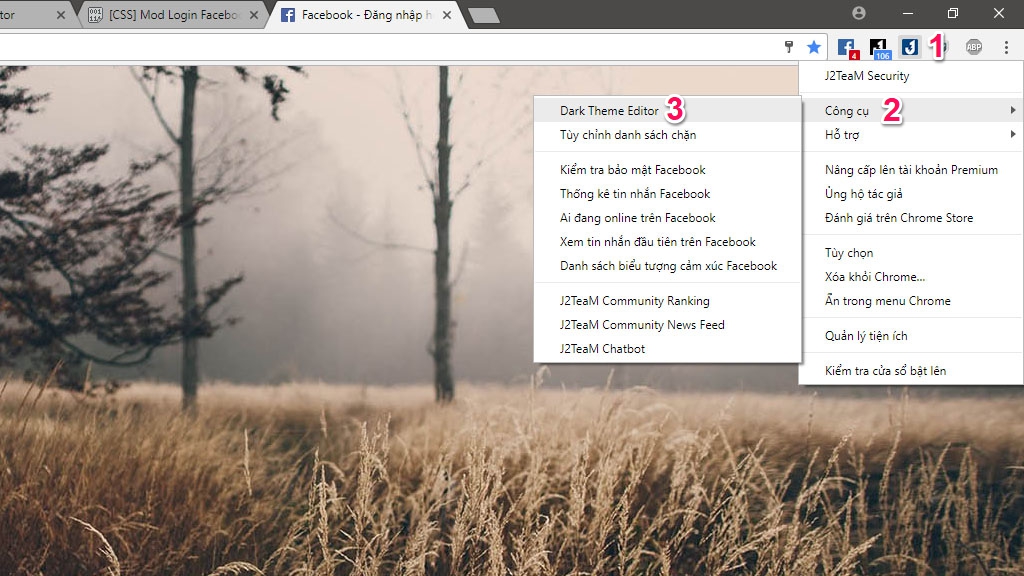 tor
[CSS] Mod Login Facebo
Facebook - Đăng nhập h
4
106
1
ABP
J2TeaM Security
Công cụ 2
Hỗ trợ
Nâng cấp lên tài khoản Premium
Ủng hộ tác giả
Đánh giá trên Chrome Store
Tùy chọn
Xóa khỏi Chrome...
Ẩn trong menu Chrome
Quản lý tiện ích
Kiểm tra cửa sổ bật lên
Dark Theme Editor 3
Tùy chỉnh danh sách chặn
Kiểm tra bảo mật Facebook
Thống kê tin nhắn Facebook
Ai đang online trên Facebook
Xem tin nhắn đầu tiên trên Facebook
Danh sách biểu tượng cảm xúc Facebook
J2TeaM Community Ranking
J2TeaM Community News Feed
J2TeaM Chatbot